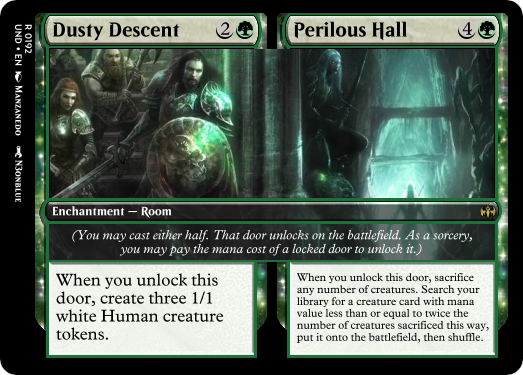 Dusty Descent 2
Perilous Hall 4
Enchantment — Room
(You may cast either half. That door unlocks on the battlefield. As a sorcery,
you may pay the mana cost of a locked door to unlock it.)
When you unlock this
door, create three 1/1
white Human creature
tokens.
When you unlock this door, sacrifice
any number of creatures. Search your
library for a creature card with mana
value less than or equal to twice the
number of creatures sacrificed this way,
put it onto the battlefield, then shuffle.
R 0192
UND • EN Manzanedo N3onblue